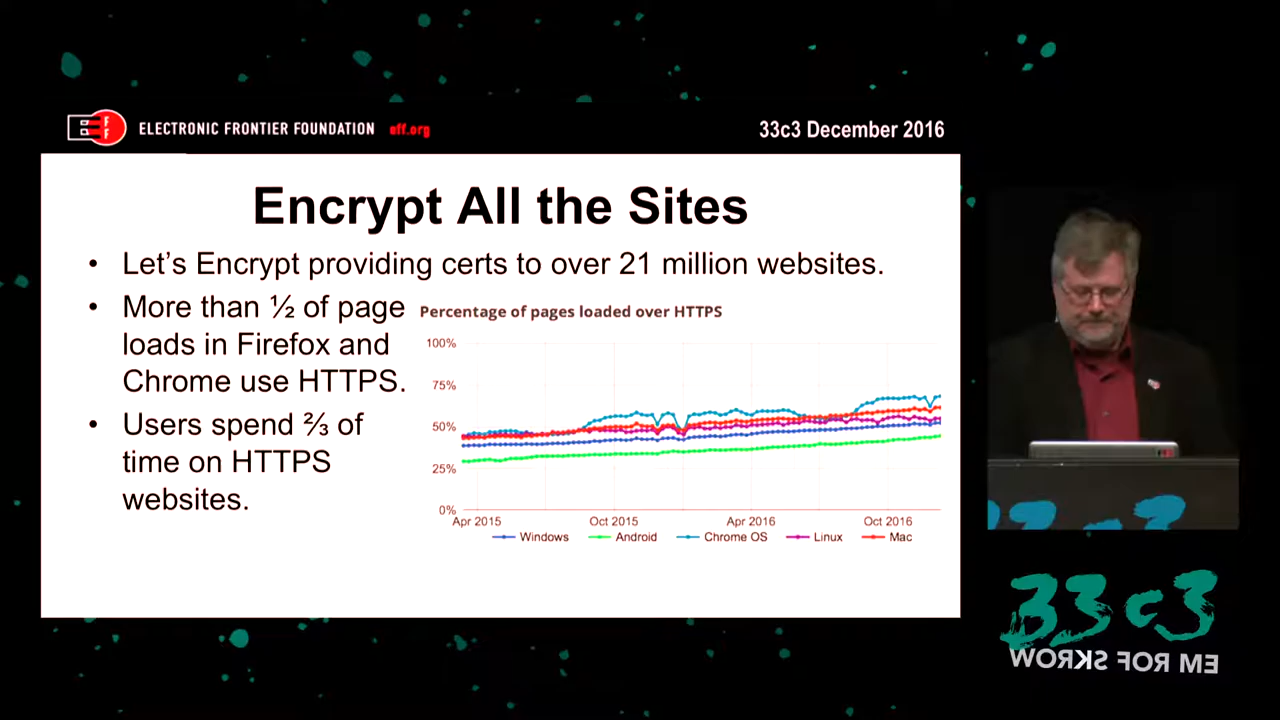 ELECTRONIC FRONTIER FOUNDATION eff.org
33c3 December 2016
Encrypt All the Sites
• Let's Encrypt providing certs to over 21 million websites.
• More than ½ of page
loads in Firefox and
Chrome use HTTPS.
• Users spend ⅔ of
time on HTTPS
websites.
Percentage of pages loaded over HTTPS
100%
75%
50%
25%
0%
Apr 2015 Oct 2015 Apr 2016 Oct 2016
Windows Android Chrome OS Linux Mac
33c3
WORKS FOR ME